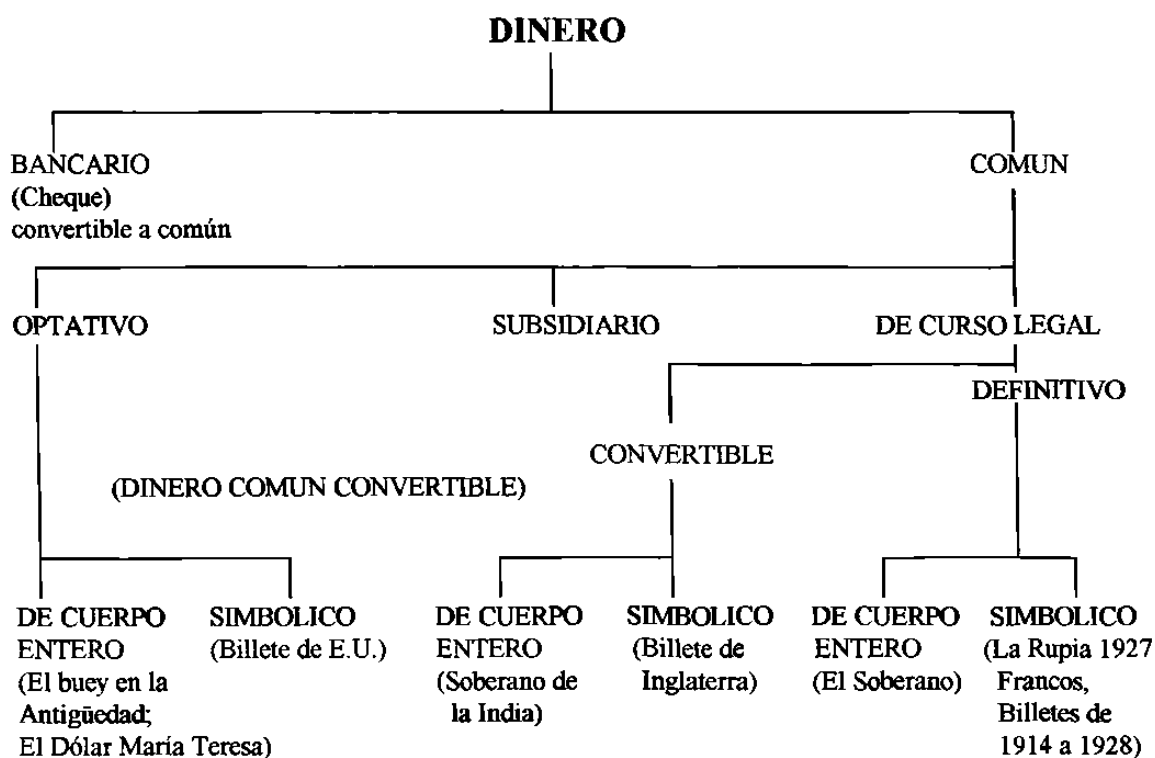 DINERO
BANCARIO
(Cheque)
convertible a común
COMUN
OPTATIVO
SUBSIDIARIO
DE CURSO LEGAL
DEFINITIVO
CONVERTIBLE
(DINERO COMUN CONVERTIBLE)
DE CUERPO
ENTERO
(El buey en la
Antigüedad;
El Dólar María Teresa)
SIMBOLICO
(Billete de E.U.)
DE CUERPO
ENTERO
(Soberano de
la India)
SIMBOLICO
(Billete de
Inglaterra)
DE CUERPO
ENTERO
(El Soberano)
SIMBOLICO
(La Rupia 1927
Francos,
Billetes de
1914 a 1928)